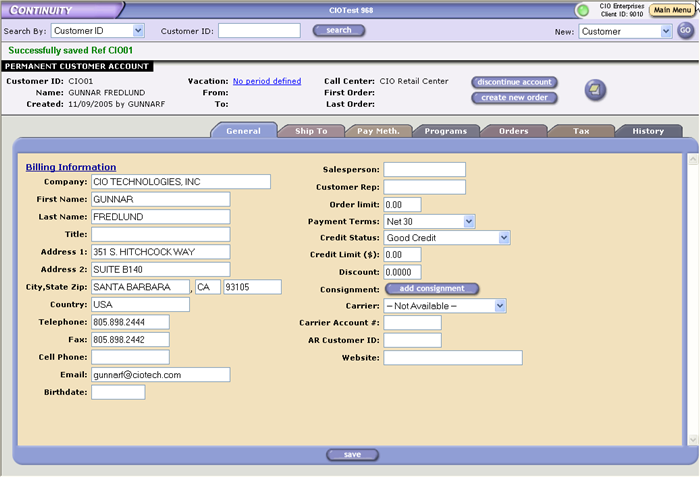 CONTINUITY
CIOTest 968
CIO Enterprises
Client ID: 9010
Main Menu
Search By: Customer ID
Customer ID:
search
New: Customer
GO
Successfully saved Ref CIO01
PERMANENT CUSTOMER ACCOUNT
Customer ID: CIO01
Vacation: No period defined
Call Center: CIO Retail Center
discontinue account
Name: GUNNAR FREDLUND
From:
First Order:
Created: 11/09/2005 by GUNNARF
To:
Last Order:
create new order
General
Ship To
Pay Meth.
Programs
Orders
Tax
History
Billing Information
Company: CIO TECHNOLOGIES, INC
First Name: GUNNAR
Last Name: FREDLUND
Title:
Address 1: 351 S. HITCHCOCK WAY
Address 2: SUITE B140
City,State Zip: SANTA BARBARA , CA 93105
Country: USA
Telephone: 805.898.2444
Fax: 805.898.2442
Cell Phone:
Email: gunnarf@ciotech.com
Birthdate:
Salesperson:
Customer Rep:
Order limit: 0.00
Payment Terms: Net 30
Credit Status: Good Credit
Credit Limit ($): 0.00
Discount: 0.0000
Consignment: add consignment
Carrier: -- Not Available --
Carrier Account #:
AR Customer ID:
Website:
save